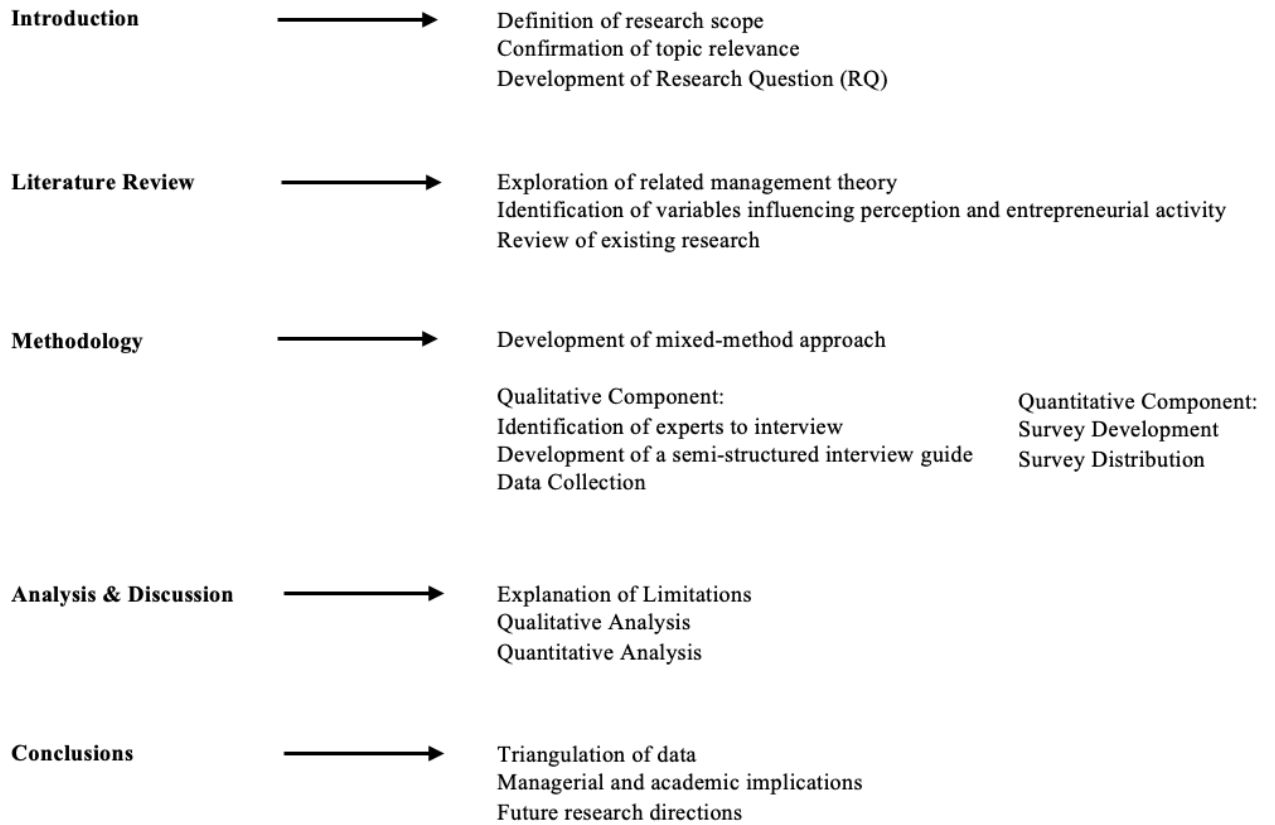 Introduction
Definition of research scope
Confirmation of topic relevance
Development of Research Question (RQ)
Literature Review
Exploration of related management theory
Identification of variables influencing perception and entrepreneurial activity
Review of existing research
Methodology
Development of mixed-method approach
Qualitative Component:
Identification of experts to interview
Development of a semi-structured interview guide
Data Collection
Quantitative Component:
Survey Development
Survey Distribution
Analysis & Discussion
Explanation of Limitations
Qualitative Analysis
Quantitative Analysis
Conclusions
Triangulation of data
Managerial and academic implications
Future research directions